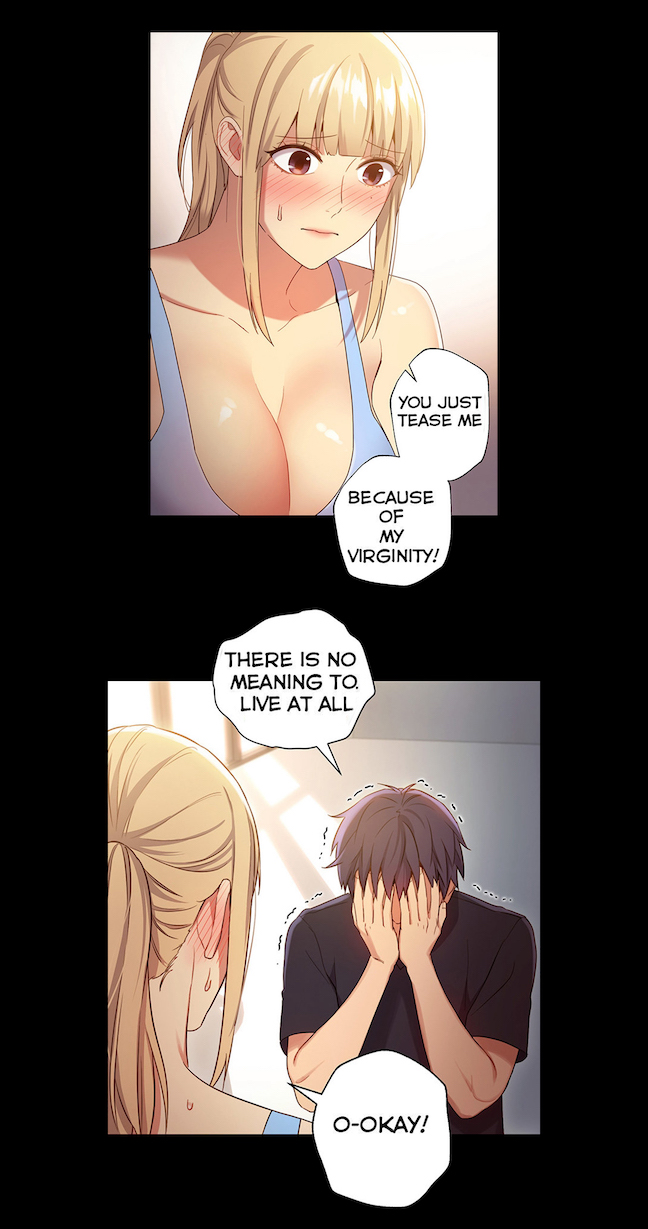 YOU JUST
TEASE ME
BECAUSE
OF
MY
VIRGINITY!
THERE IS NO
MEANING TO.
LIVE AT ALL
O-OKAY!